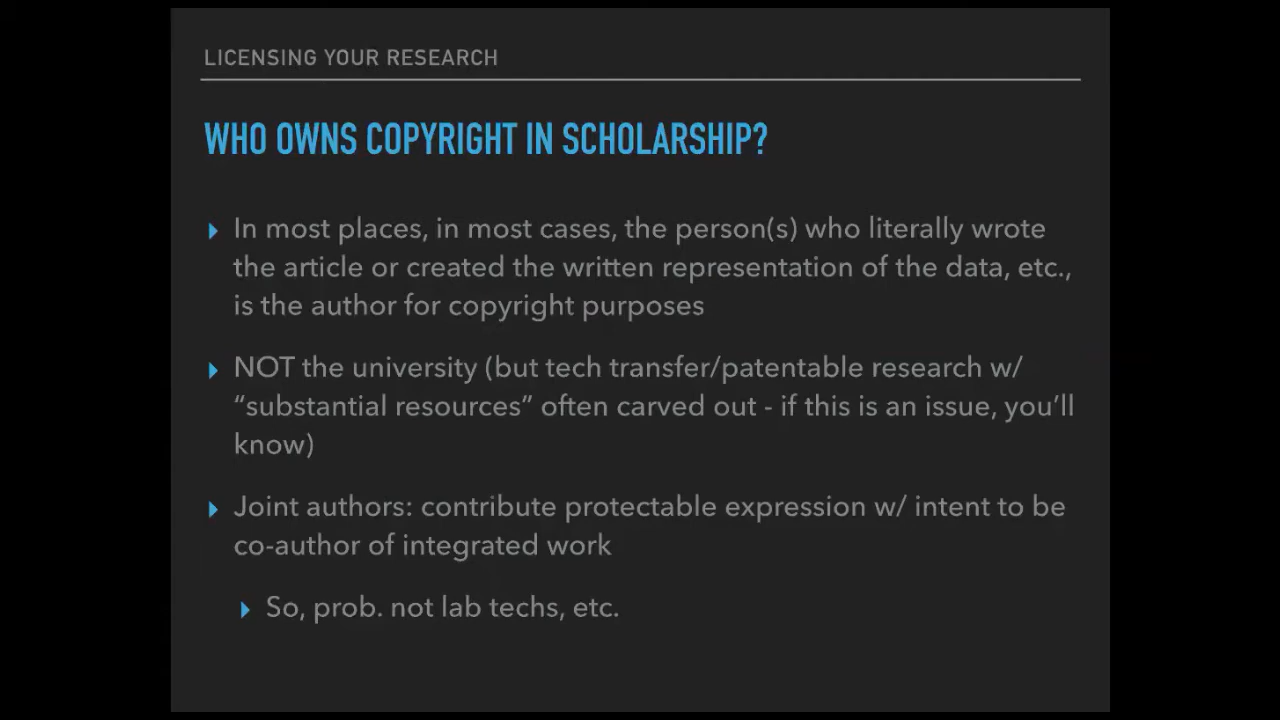 LICENSING YOUR RESEARCH
WHO OWNS COPYRIGHT IN SCHOLARSHIP?
In most places, in most cases, the person(s) who literally wrote
the article or created the written representation of the data, etc.,
is the author for copyright purposes
NOT the university (but tech transfer/patentable research w/
“substantial resources” often carved out - if this is an issue, you’ll
know)
Joint authors: contribute protectable expression w/ intent to be
co-author of integrated work
So, prob. not lab techs, etc.